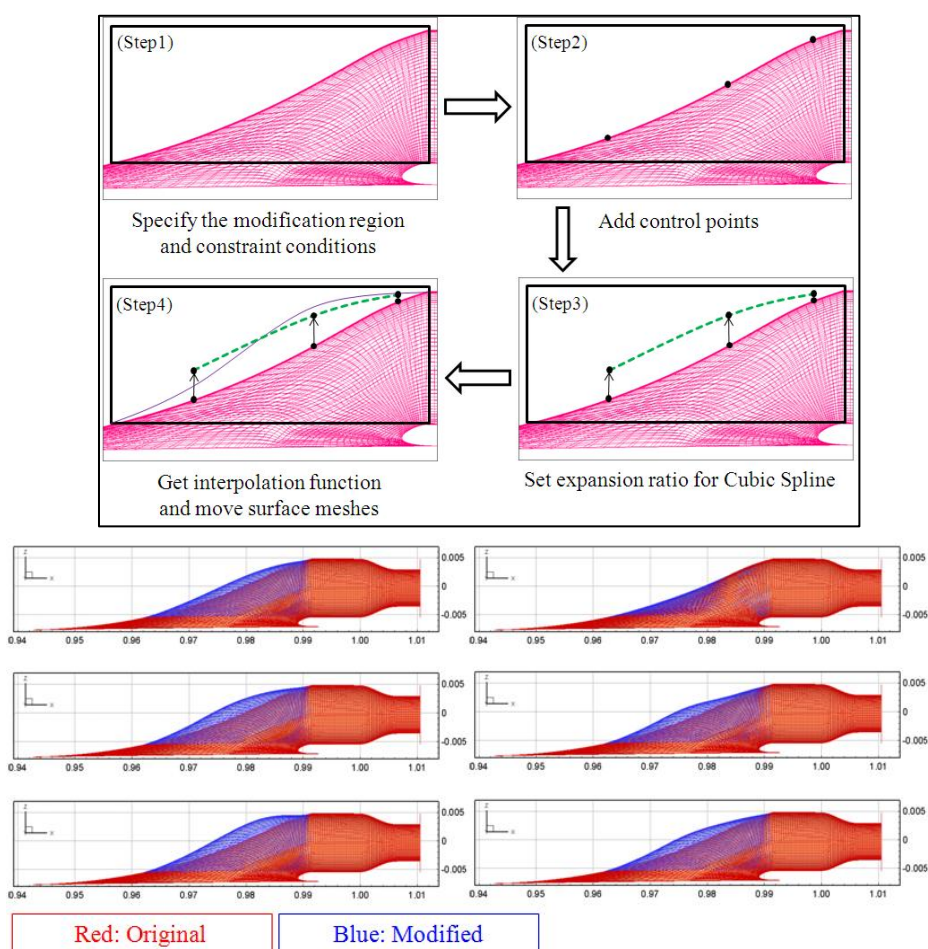 (Step1)
(Step2)
Specify the modification region
and constraint conditions
Add control points
(Step4)
(Step3)
Get interpolation function
and move surface meshes
Set expansion ratio for Cubic Spline
z
x
0.005
0
-0.005
0.94 0.95 0.96 0.97 0.98 0.99 1.00 1.01
z
x
0.005
0
-0.005
0.94 0.95 0.96 0.97 0.98 0.99 1.00 1.01
z
x
0.005
0
-0.005
0.94 0.95 0.96 0.97 0.98 0.99 1.00 1.01
z
x
0.005
0
-0.005
0.94 0.95 0.96 0.97 0.98 0.99 1.00 1.01
z
x
0.005
0
-0.005
0.94 0.95 0.96 0.97 0.98 0.99 1.00 1.01
z
x
0.005
0
-0.005
0.94 0.95 0.96 0.97 0.98 0.99 1.00 1.01
Red: Original
Blue: Modified